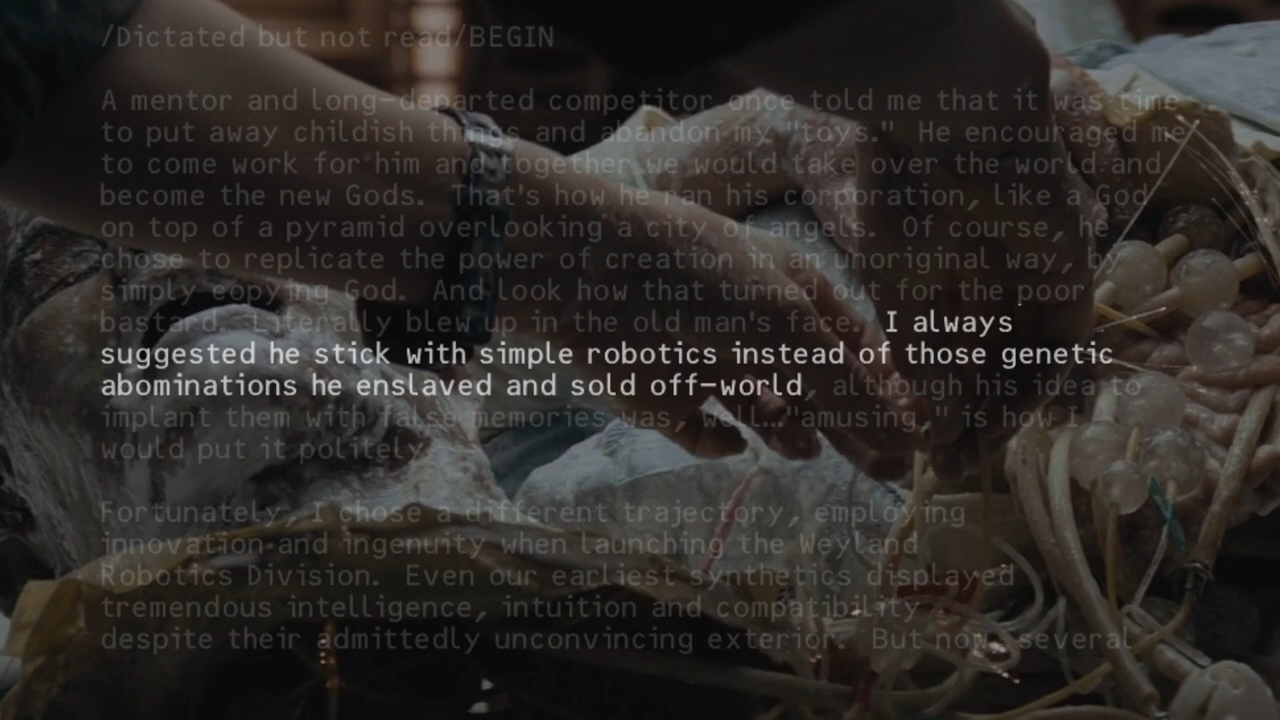 /Dictated but not read/BEGIN
A mentor and long-departed competitor once told me that it was time
to put away childish things and abandon my "toys."  He encouraged me
to come work for him and together we would take over the world and
become the new Gods.  That's how he ran his corporation, like a God
on top of a pyramid overlooking a city of angels.  Of course, he
chose to replicate the power of creation in an unoriginal way, by
simply copying God.  And look how that turned out for the poor
bastard. Literally blew up in the old man's face.  I always
suggested he stick with simple robotics instead of those genetic
abominations he enslaved and sold off-world, although his idea to
implant them with false memories was, well… "amusing," is how I
would put it politely.
Fortunately, I chose a different trajectory, employing
innovation and ingenuity when launching the Weyland
Robotics Division.  Even our earliest synthetics displayed
tremendous intelligence, intuition and compatibility
despite their admittedly unconvincing exterior.  But now, several